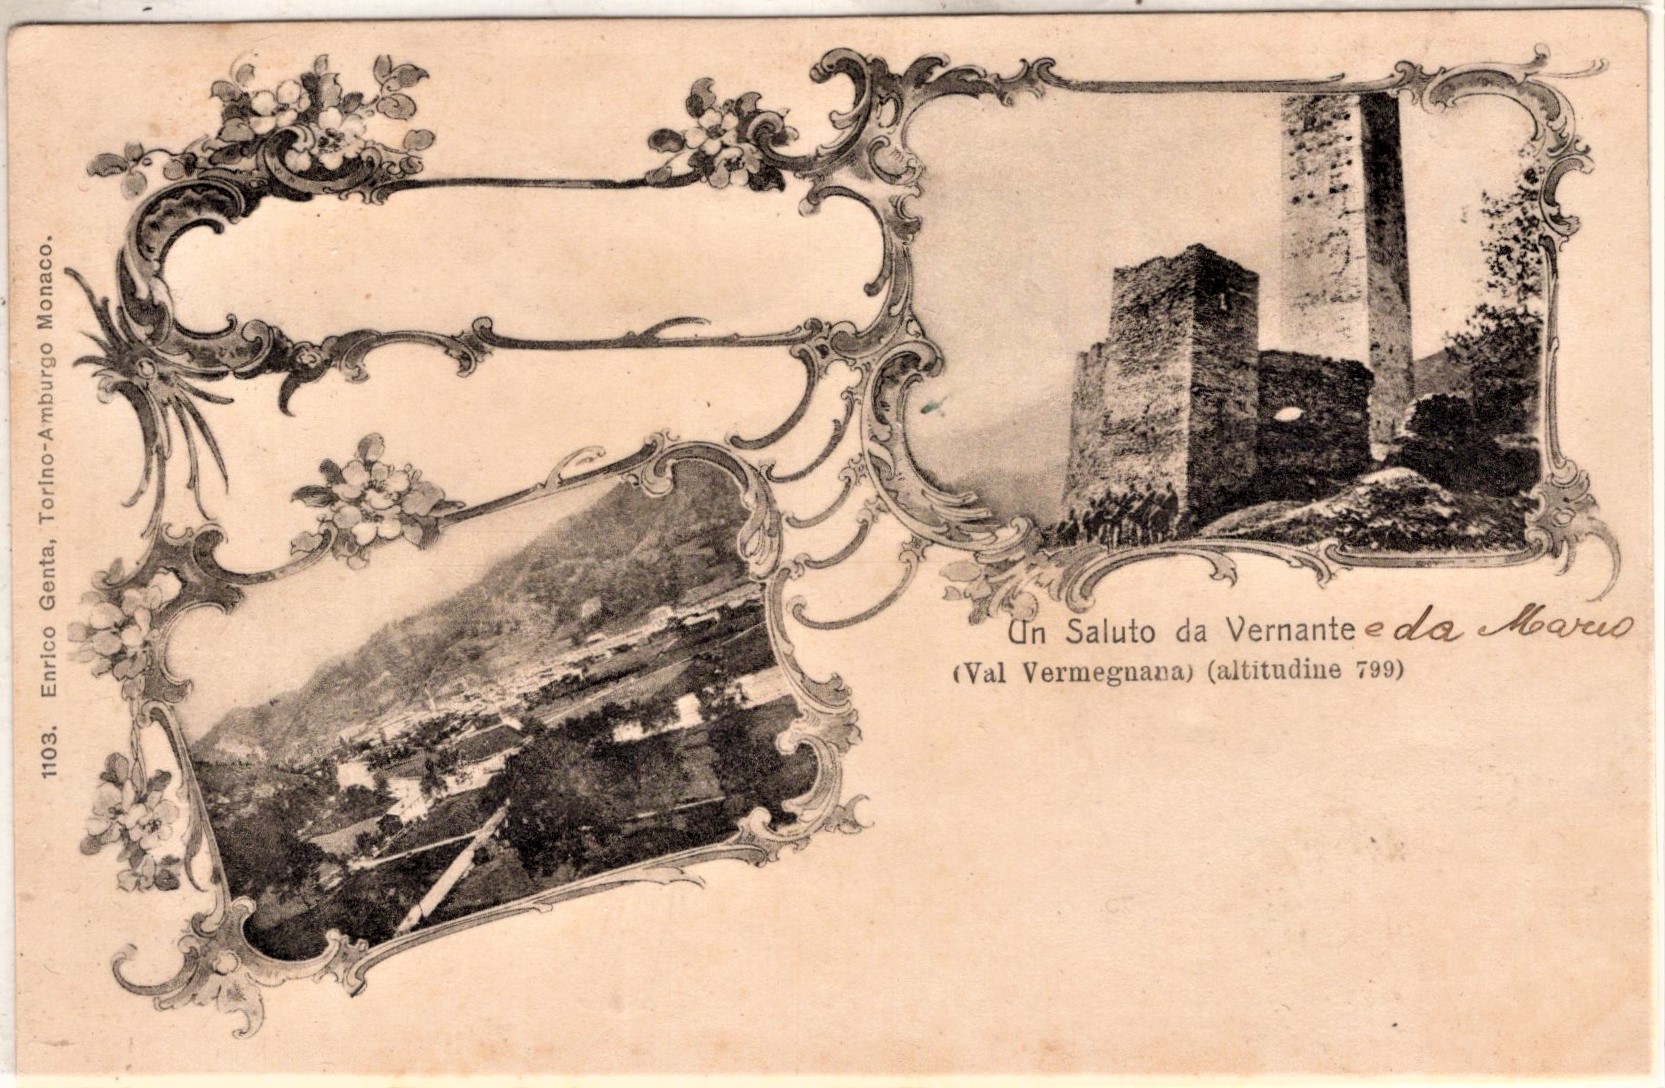 1103. Enrico Genta, Torino-Amburgo Monaco.
Un Saluto da Vernante e da Mario
(Val Vermegnana) (altitudine 799)